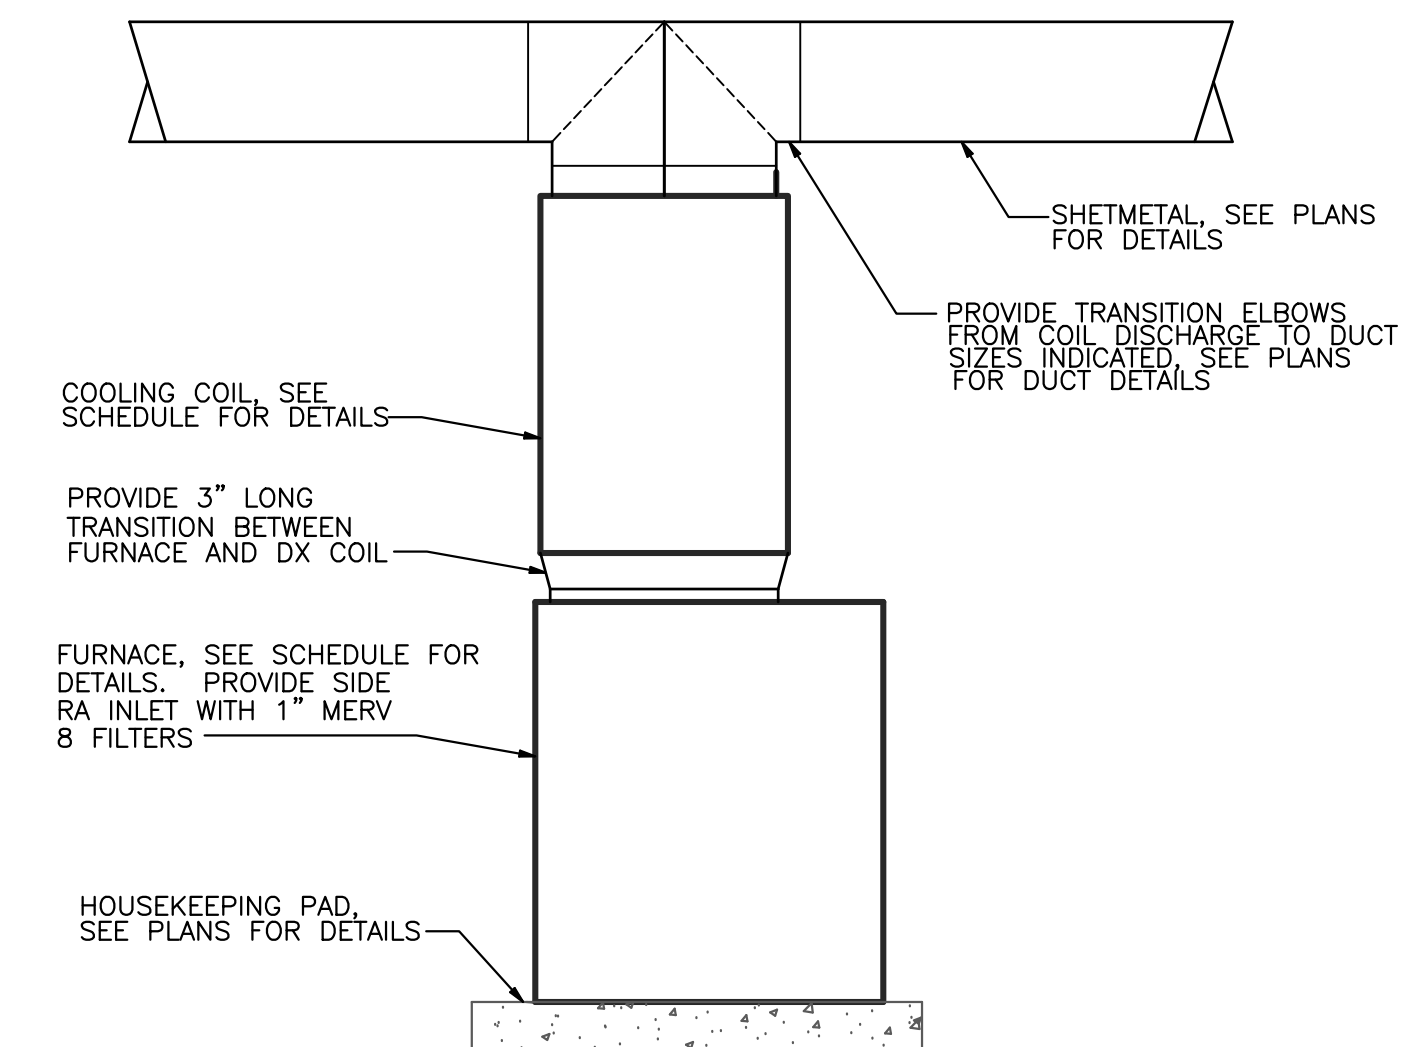 SHETMETAL, SEE PLANS
FOR DETAILS
PROVIDE TRANSITION ELBOWS
FROM COIL DISCHARGE TO DUCT
SIZES INDICATED, SEE PLANS
FOR DUCT DETAILS
COOLING COIL, SEE
SCHEDULE FOR DETAILS
PROVIDE 3” LONG
TRANSITION BETWEEN
FURNACE AND DX COIL
FURNACE, SEE SCHEDULE FOR
DETAILS. PROVIDE SIDE
RA INLET WITH 1” MERV
8 FILTERS
HOUSEKEEPING PAD,
SEE PLANS FOR DETAILS